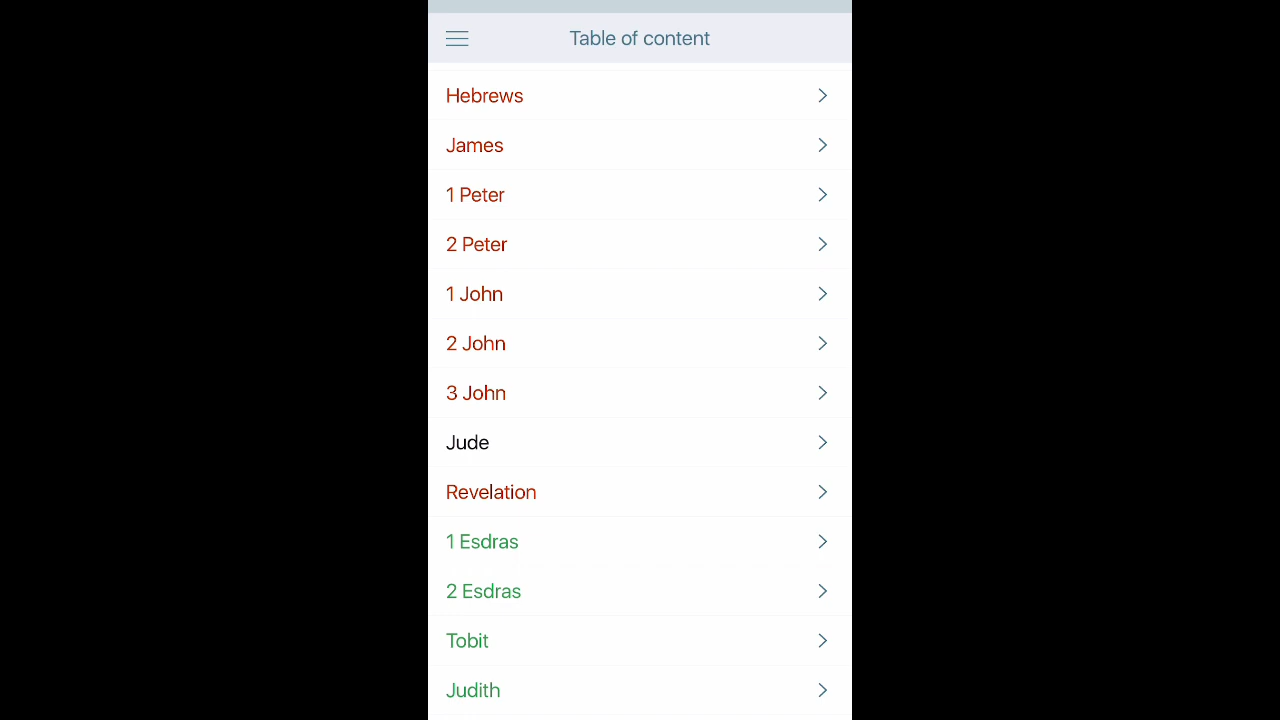 Table of content
Hebrews
James
1 Peter
2 Peter
1 John
2 John
3 John
Jude
Revelation
1 Esdras
2 Esdras
Tobit
Judith